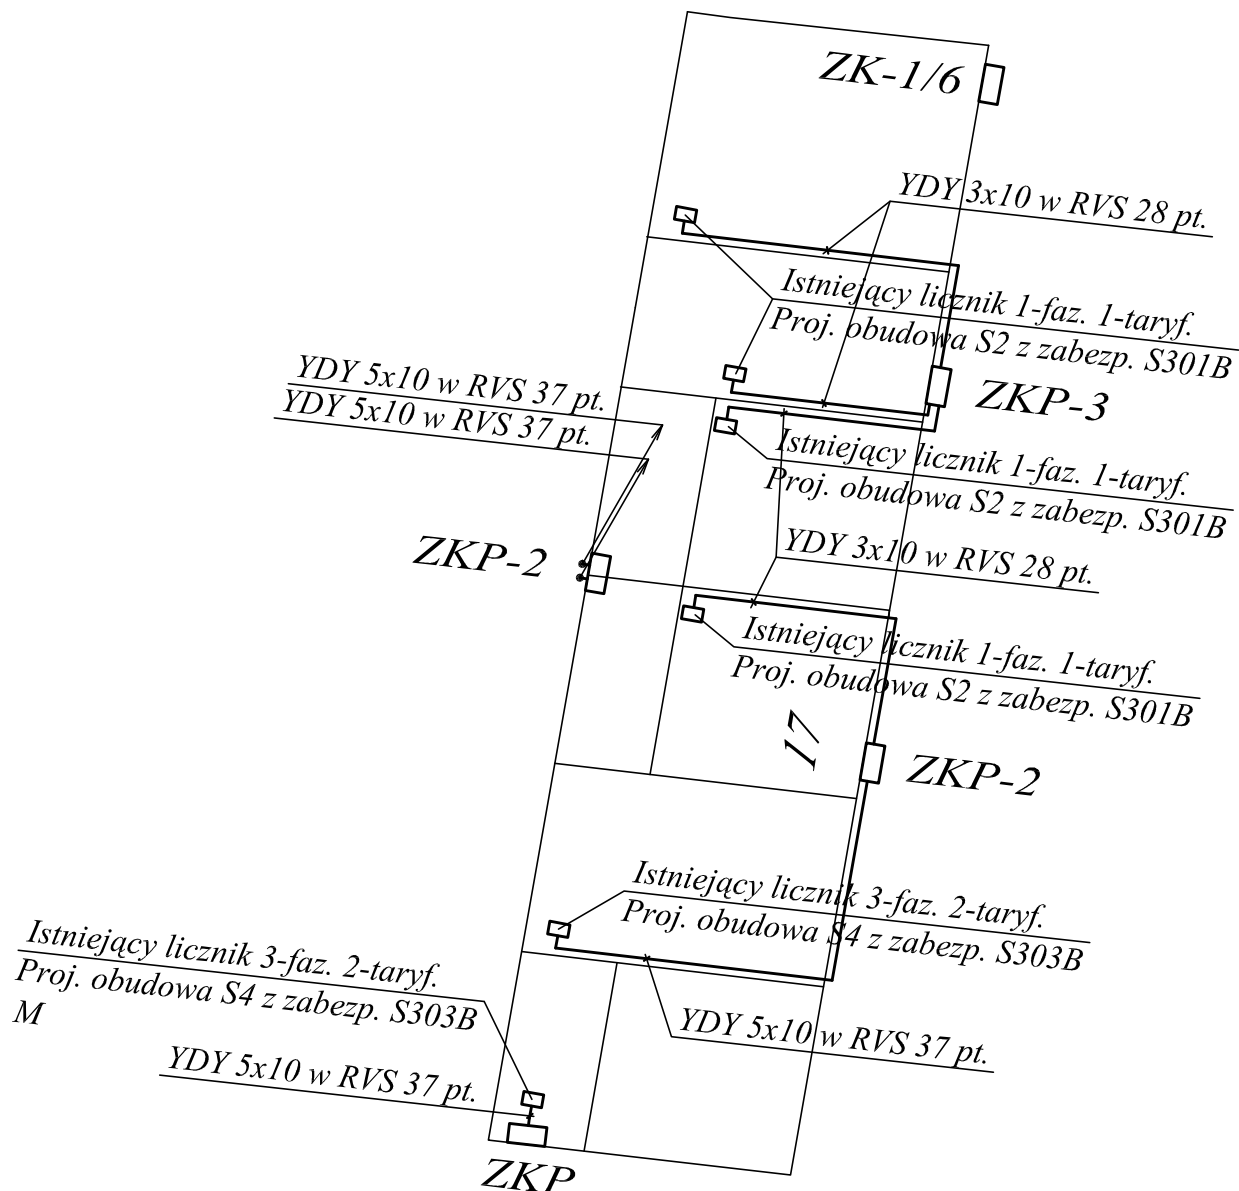 ZK-1/6
YDY 3x10 w RVS 28 pt.
Istniejący licznik 1-faz. 1-taryf.
Proj. obudowa S2 z zabezp. S301B
YDY 5x10 w RVS 37 pt.
YDY 5x10 w RVS 37 pt.
ZKP-3
Istniejący licznik 1-faz. 1-taryf.
Proj. obudowa S2 z zabezp. S301B
ZKP-2
YDY 3x10 w RVS 28 pt.
Istniejący licznik 1-faz. 1-taryf.
Proj. obudowa S2 z zabezp. S301B
17
ZKP-2
Istniejący licznik 3-faz. 2-taryf.
Proj. obudowa S4 z zabezp. S303B
Istniejący licznik 3-faz. 2-taryf.
Proj. obudowa S4 z zabezp. S303B
M
YDY 5x10 w RVS 37 pt.
YDY 5x10 w RVS 37 pt.
ZKP